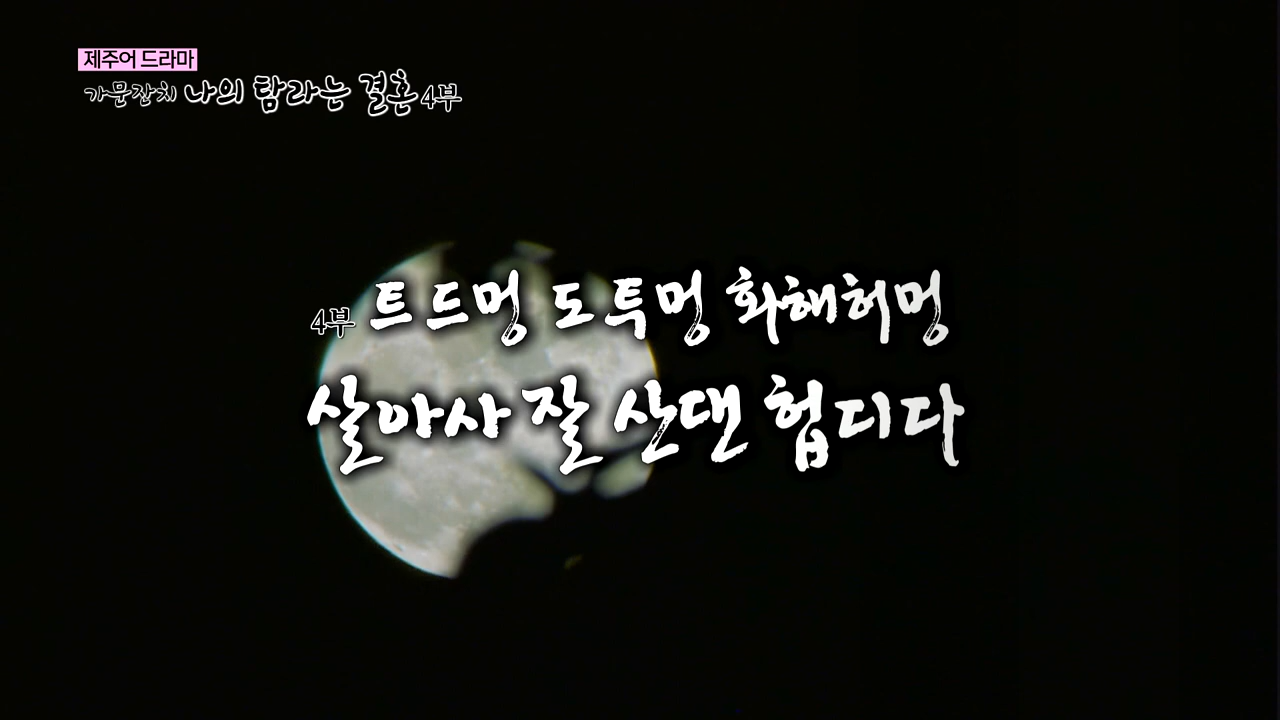 제주어 드라마
가문잔치 나의 탐라는 결혼 4부
4부 트드멍 도투멍 화해허멍
살아사 잘 산댄 헙디다